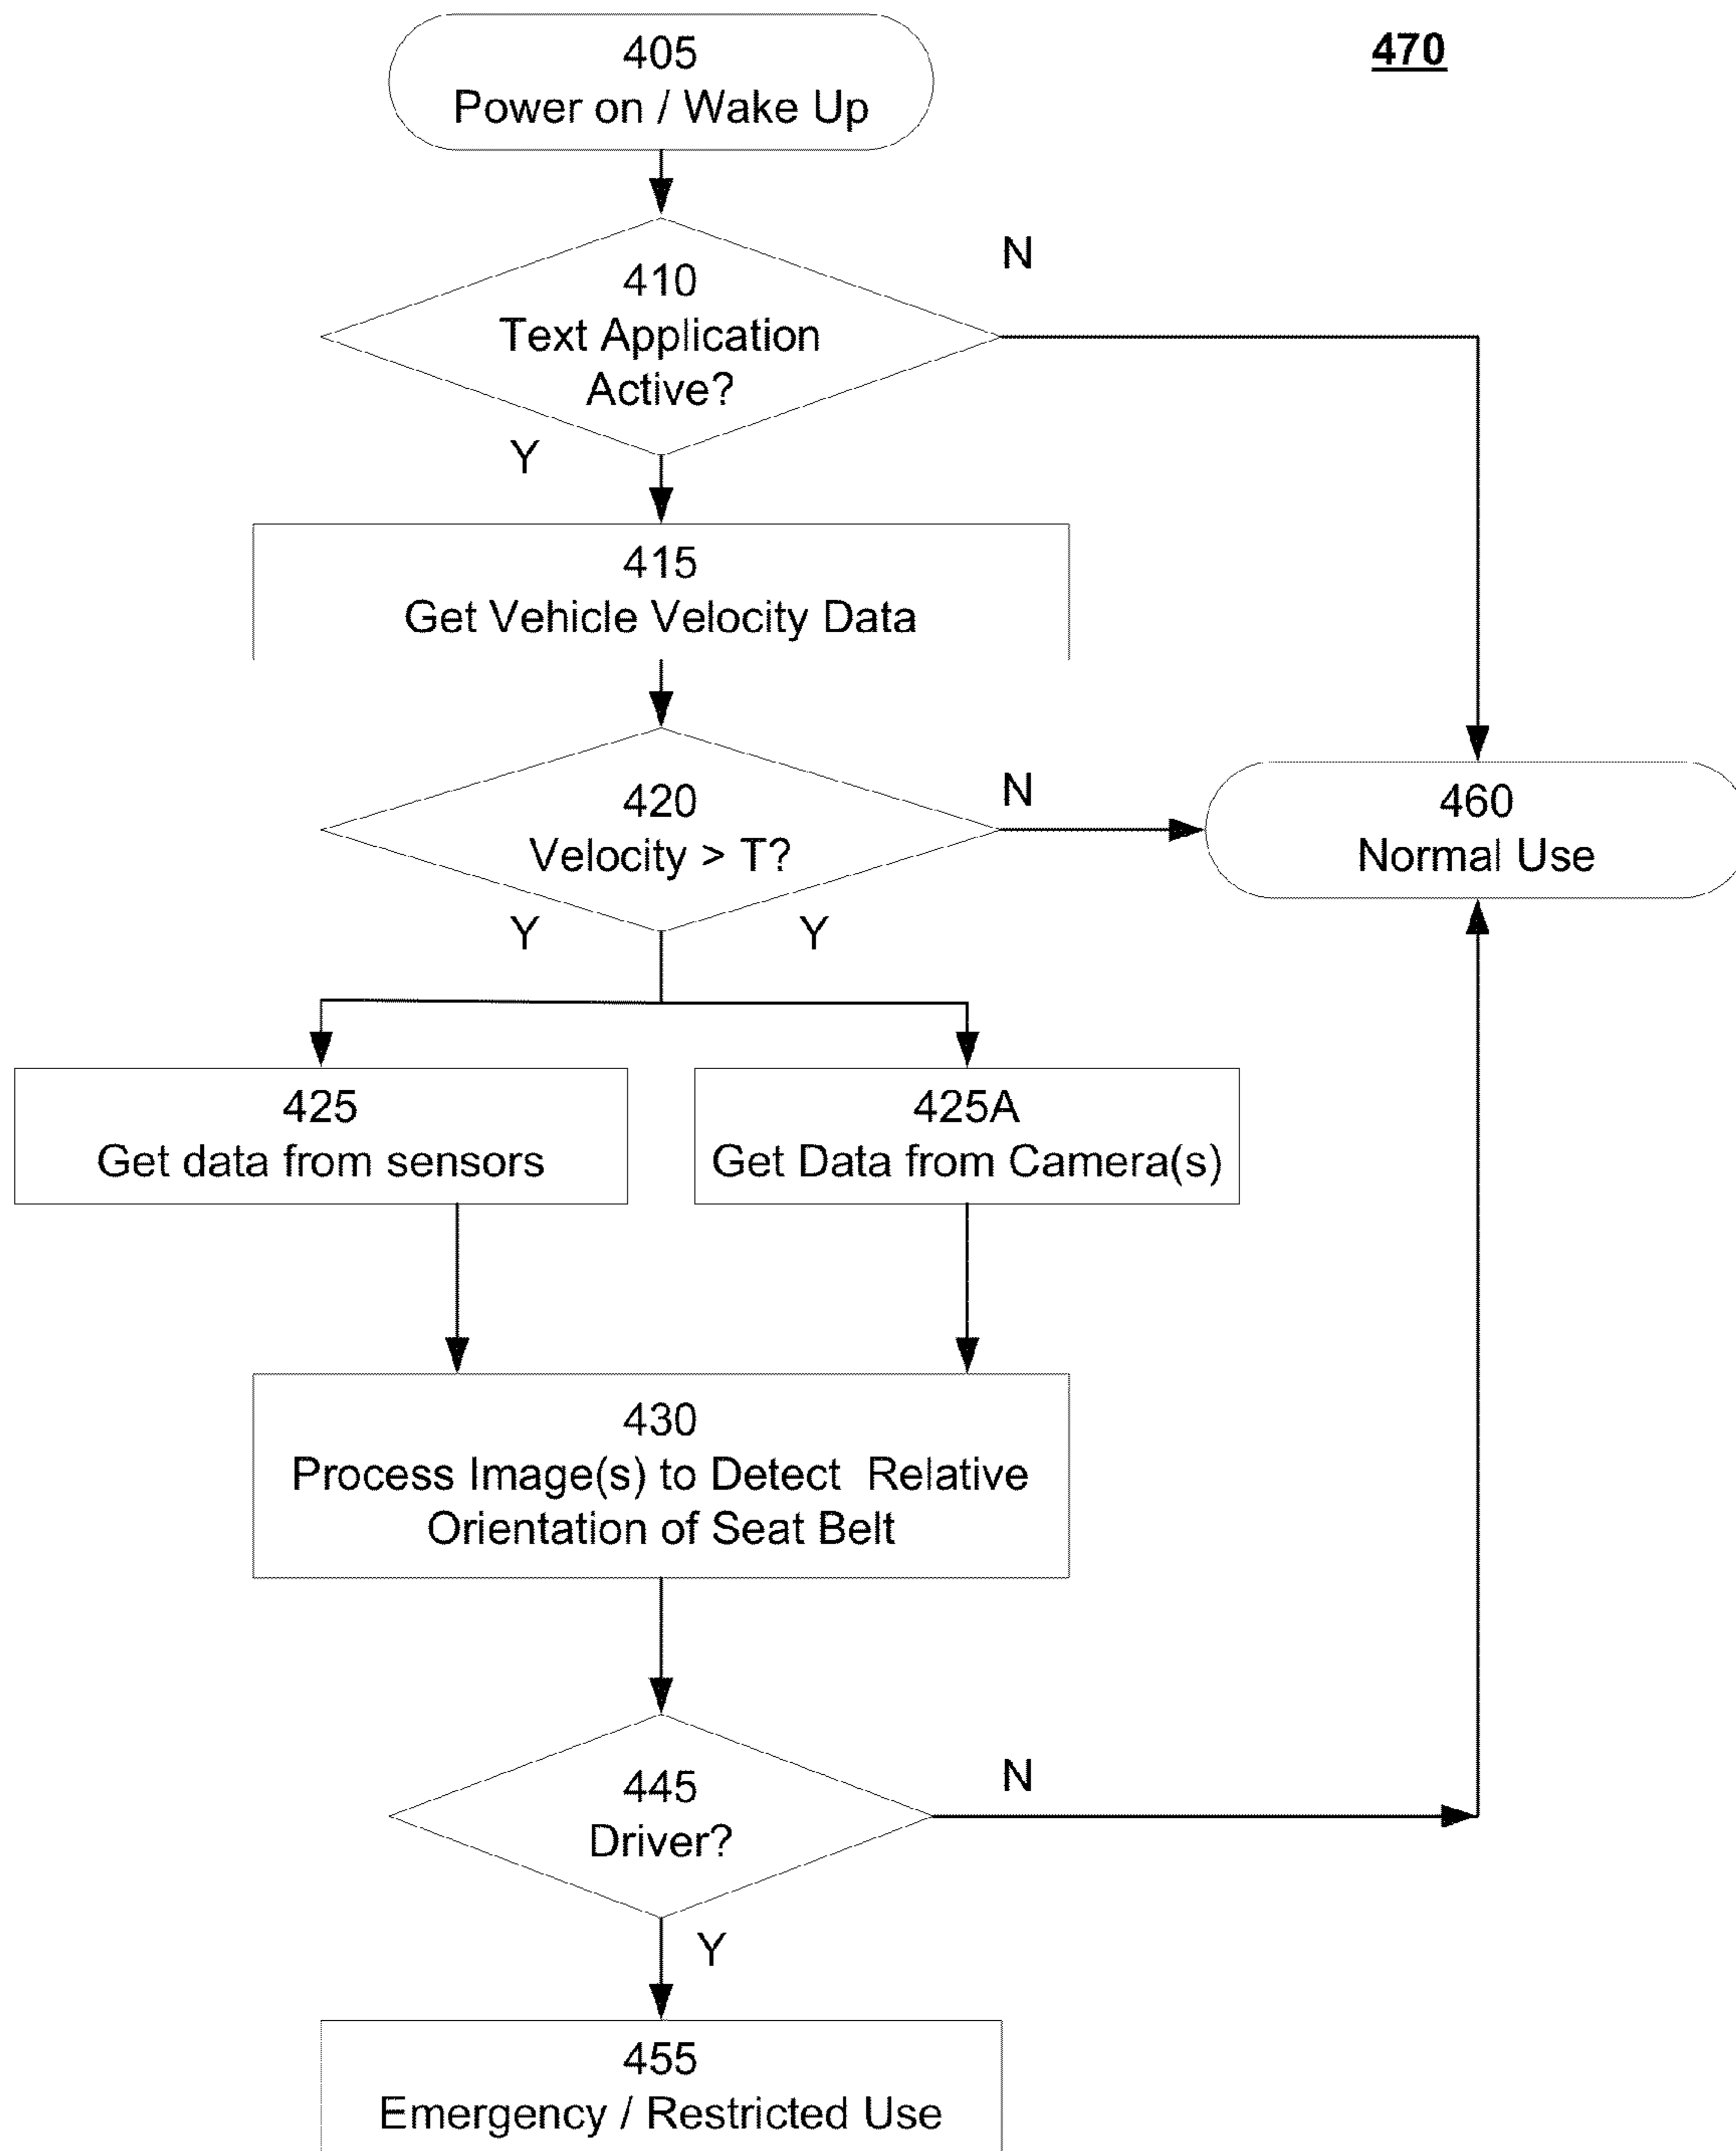 470
405
Power on / Wake Up
410
Text Application
Active?
N
Y
415
Get Vehicle Velocity Data
420
Velocity > T?
N
460
Normal Use
Y
Y
425
Get data from sensors
425A
Get Data from Camera(s)
430
Process Image(s) to Detect Relative
Orientation of Seat Belt
445
Driver?
N
Y
455
Emergency / Restricted Use